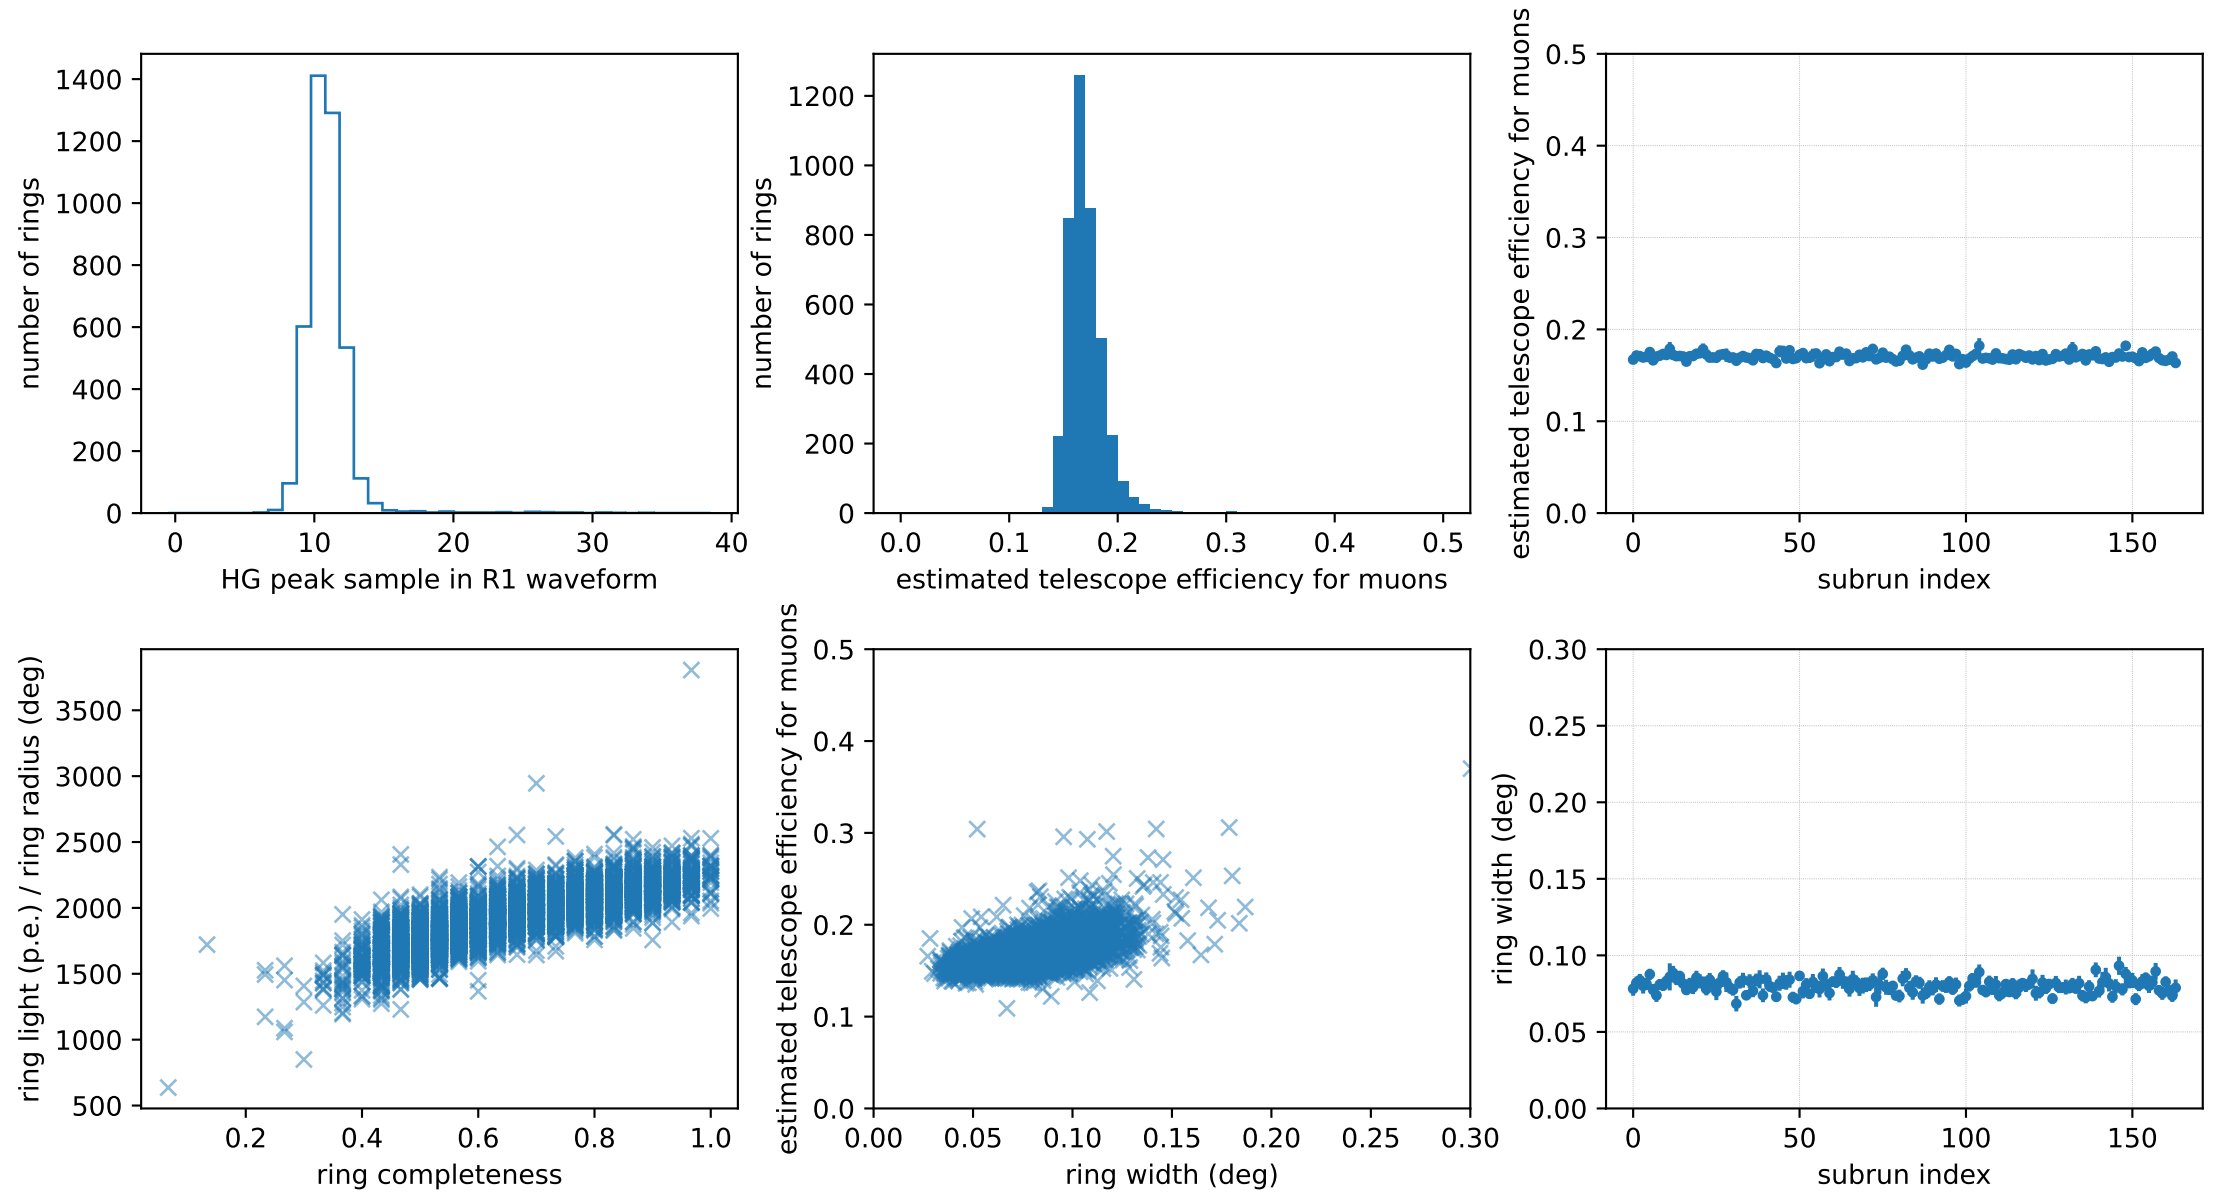 number of rings
1400
1200
1000
800
600
400
200
0
0 10 20 30 40
HG peak sample in R1 waveform
number of rings
1200
1000
800
600
400
200
0
0.0 0.1 0.2 0.3 0.4 0.5
estimated telescope efficiency for muons
estimated telescope efficiency for muons
0.5
0.4
0.3
0.2
0.1
0.0
0 50 100 150
subrun index
ring light (p.e.) / ring radius (deg)
3500
3000
2500
2000
1500
1000
500
0.2 0.4 0.6 0.8 1.0
ring completeness
estimated telescope efficiency for muons
0.5
0.4
0.3
0.2
0.1
0.0
0.00 0.05 0.10 0.15 0.20 0.25 0.30
ring width (deg)
ring width (deg)
0.30
0.25
0.20
0.15
0.10
0.05
0.00
0 50 100 150
subrun index